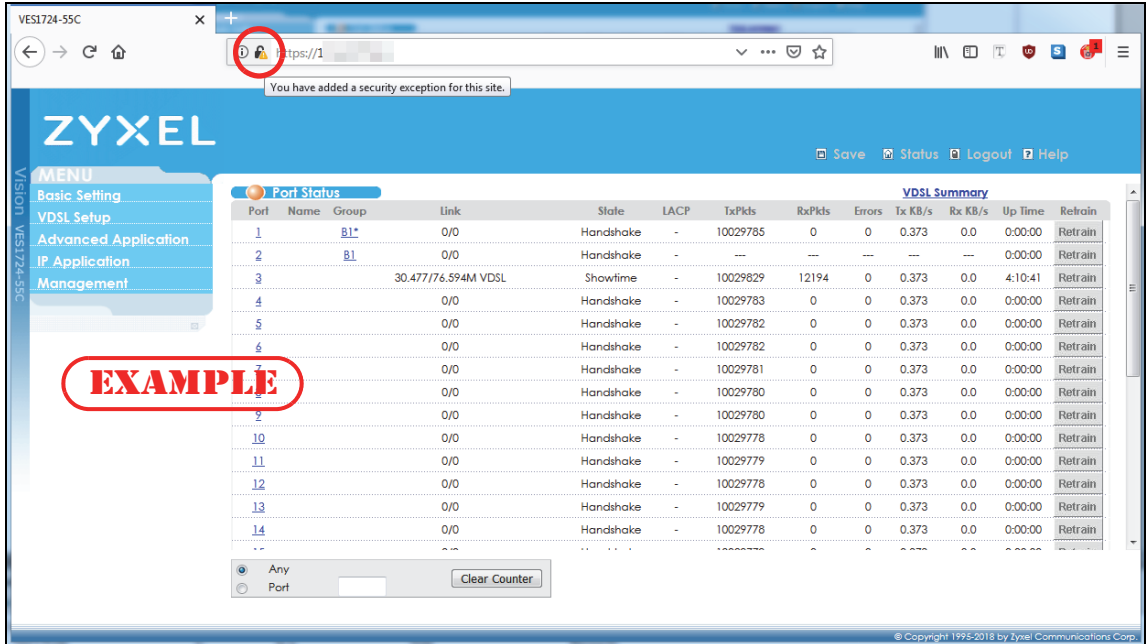 VES1724-55C
https://1
You have added a security exception for this site.
ZYXEL
Save Status Logout Help
MENU
Basic Setting
VDSL Setup
Advanced Application
IP Application
Management
Vision VES1724-55C
Port Status VDSL Summary
Port Name Group Link State LACP TxPkts RxPkts Errors Tx KB/s Rx KB/s Up Time Retrain
1 B1* 0/0 Handshake - 10029785 0 0 0.373 0.0 0:00:00 Retrain
2 B1 0/0 Handshake - --- --- --- --- --- 0:00:00 Retrain
3 30.477/76.594M VDSL Showtime - 10029829 12194 0 0.373 0.0 4:10:41 Retrain
4 0/0 Handshake - 10029783 0 0 0.373 0.0 0:00:00 Retrain
5 0/0 Handshake - 10029782 0 0 0.373 0.0 0:00:00 Retrain
6 0/0 Handshake - 10029782 0 0 0.373 0.0 0:00:00 Retrain
7 0/0 Handshake - 10029781 0 0 0.373 0.0 0:00:00 Retrain
EXAMPLE
8 0/0 Handshake - 10029780 0 0 0.373 0.0 0:00:00 Retrain
9 0/0 Handshake - 10029780 0 0 0.373 0.0 0:00:00 Retrain
10 0/0 Handshake - 10029778 0 0 0.373 0.0 0:00:00 Retrain
11 0/0 Handshake - 10029779 0 0 0.373 0.0 0:00:00 Retrain
12 0/0 Handshake - 10029778 0 0 0.373 0.0 0:00:00 Retrain
13 0/0 Handshake - 10029779 0 0 0.373 0.0 0:00:00 Retrain
14 0/0 Handshake - 10029778 0 0 0.373 0.0 0:00:00 Retrain
Any
Port
Clear Counter
© Copyright 1995-2018 by Zyxel Communications Corp.